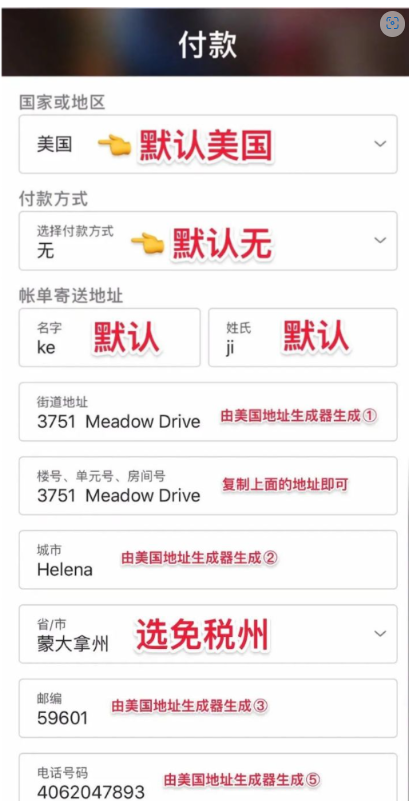 付款
国家或地区
美国 默认美国
付款方式
选择付款方式
无 默认无
帐单寄送地址
名字 姓氏
ke 默认 ji 默认
街道地址
3751 Meadow Drive 由美国地址生成器生成①
楼号、单元号、房间号
3751 Meadow Drive 复制上面的地址即可
城市
Helena 由美国地址生成器生成②
省/市
蒙大拿州 选免税州
邮编
59601 由美国地址生成器生成③
电话号码
4062047893 由美国地址生成器生成⑤